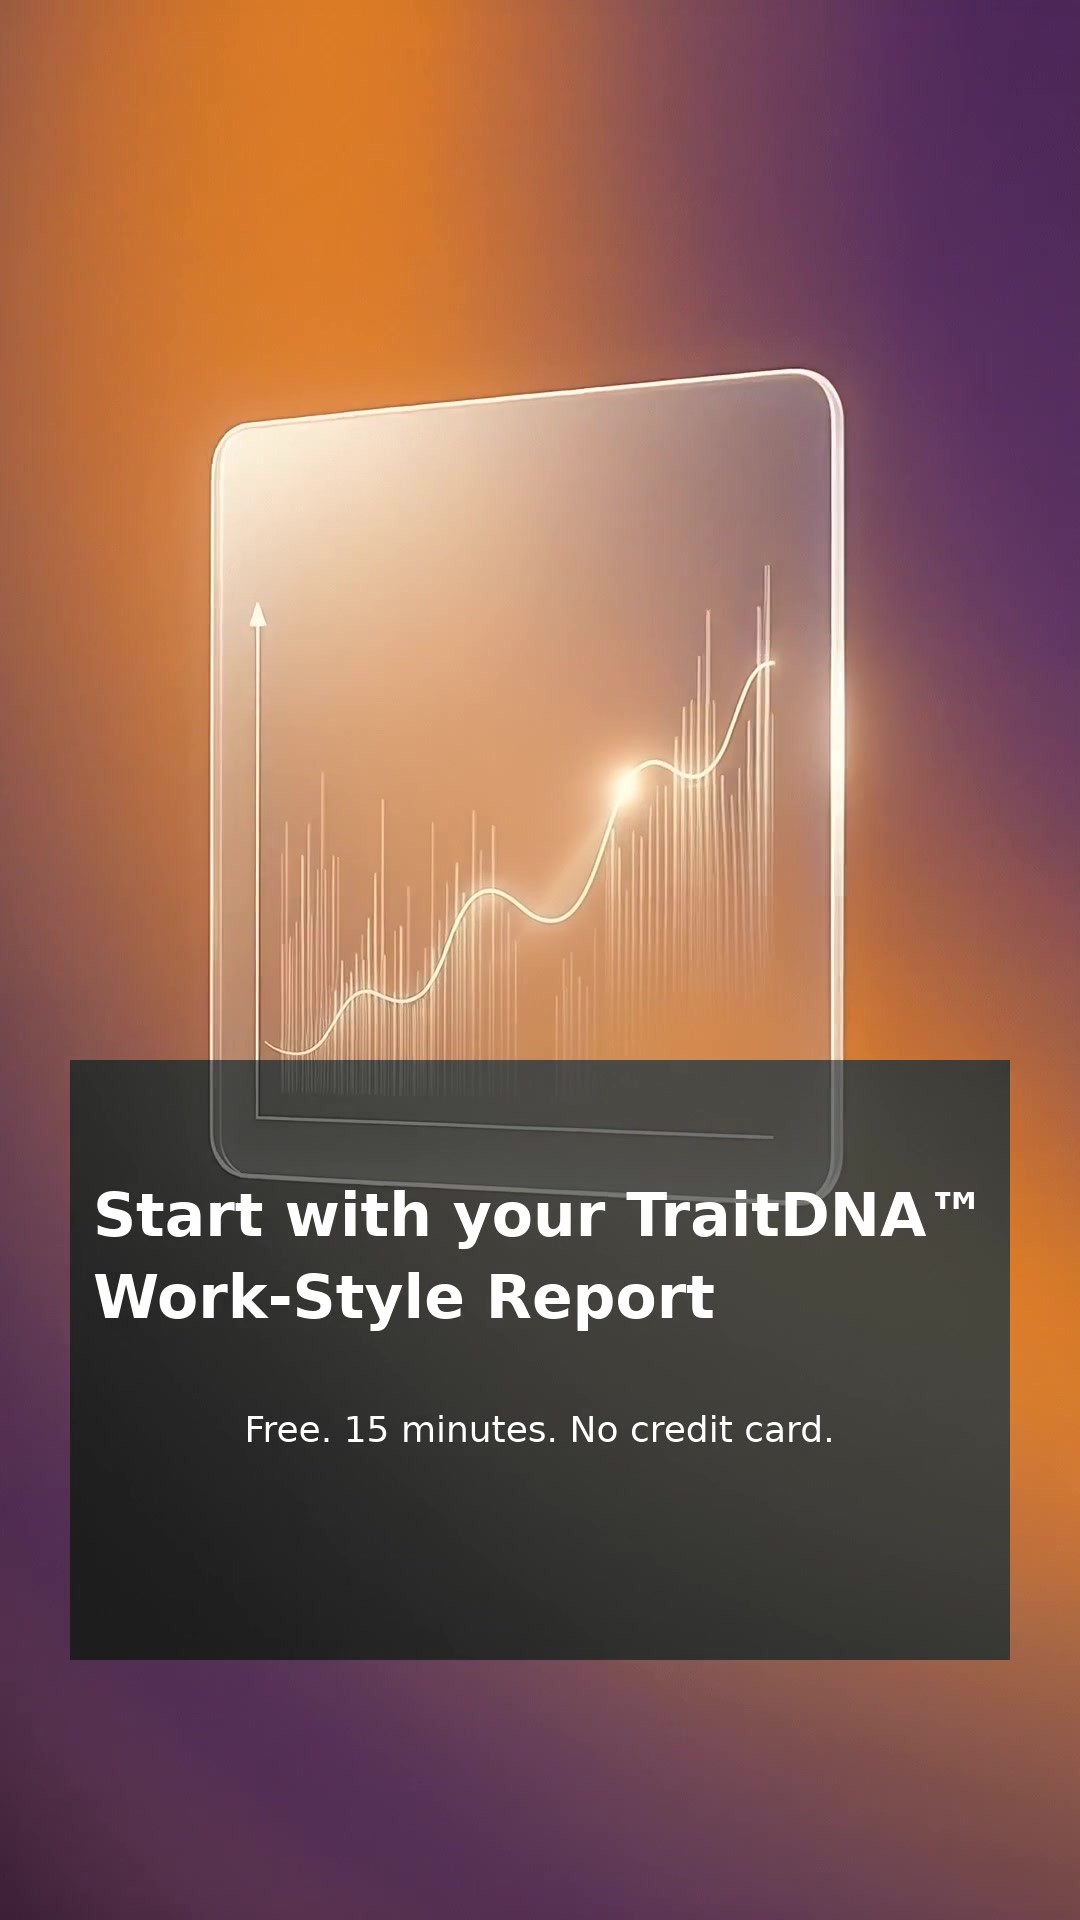 Start with your TraitDNA™
Work-Style Report
Free. 15 minutes. No credit card.